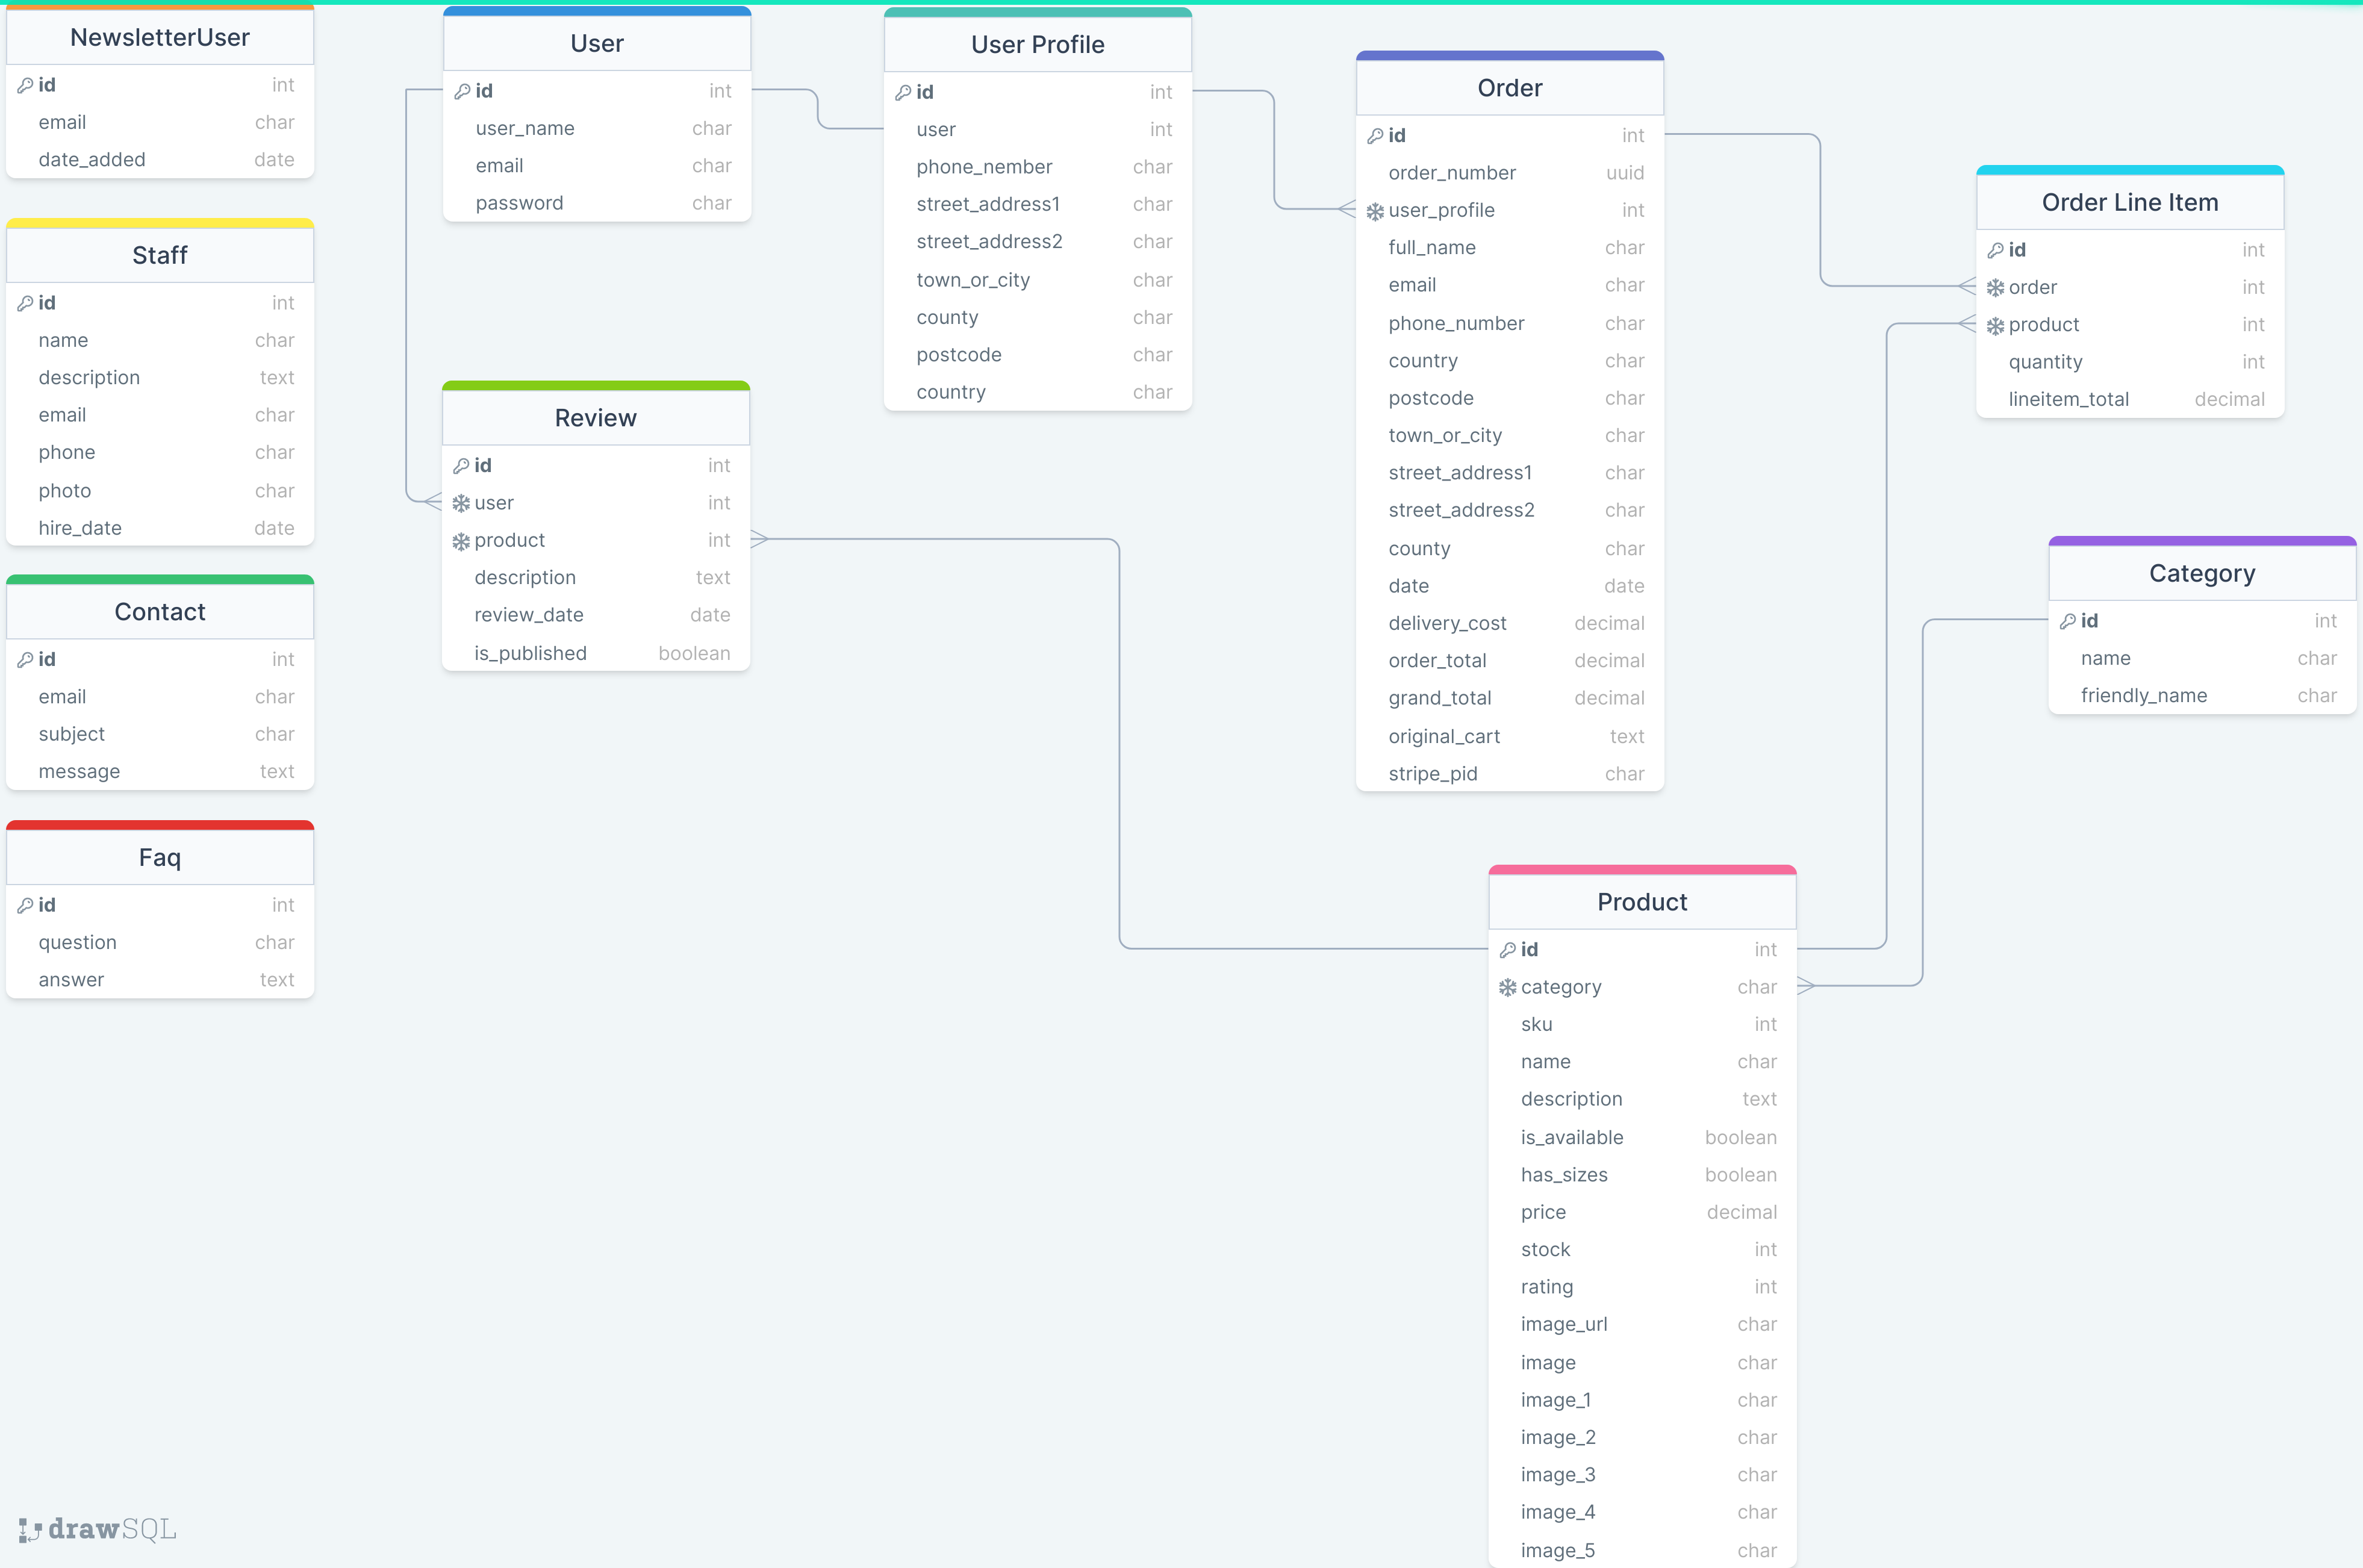 NewsletterUser
id int
email char
date_added date
Staff
id int
name char
description text
email char
phone char
photo char
hire_date date
Contact
id int
email char
subject char
message text
Faq
id int
question char
answer text
User
id int
user_name char
email char
password char
Review
id int
user int
product int
description text
review_date date
is_published boolean
User Profile
id int
user int
phone_nember char
street_address1 char
street_address2 char
town_or_city char
county char
postcode char
country char
Order
id int
order_number uuid
user_profile int
full_name char
email char
phone_number char
country char
postcode char
town_or_city char
street_address1 char
street_address2 char
county char
date date
delivery_cost decimal
order_total decimal
grand_total decimal
original_cart text
stripe_pid char
Order Line Item
id int
order int
product int
quantity int
lineitem_total decimal
Category
id int
name char
friendly_name char
Product
id int
category char
sku int
name char
description text
is_available boolean
has_sizes boolean
price decimal
stock int
rating int
image_url char
image char
image_1 char
image_2 char
image_3 char
image_4 char
image_5 char
drawSQL